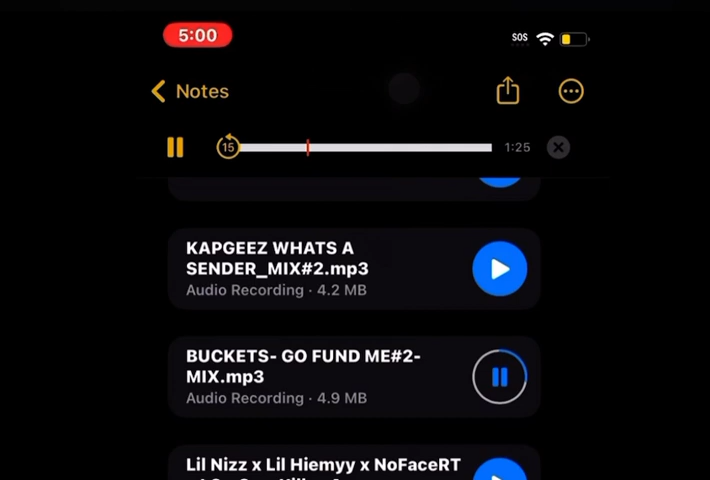 5:00
SOS
Notes
15
1:25
KAPGEEZ WHATS A
SENDER_MIX#2.mp3
Audio Recording · 4.2 MB
BUCKETS- GO FUND ME#2-
MIX.mp3
Audio Recording · 4.9 MB
Lil Nizz x Lil Hiemyy x NoFaceRT